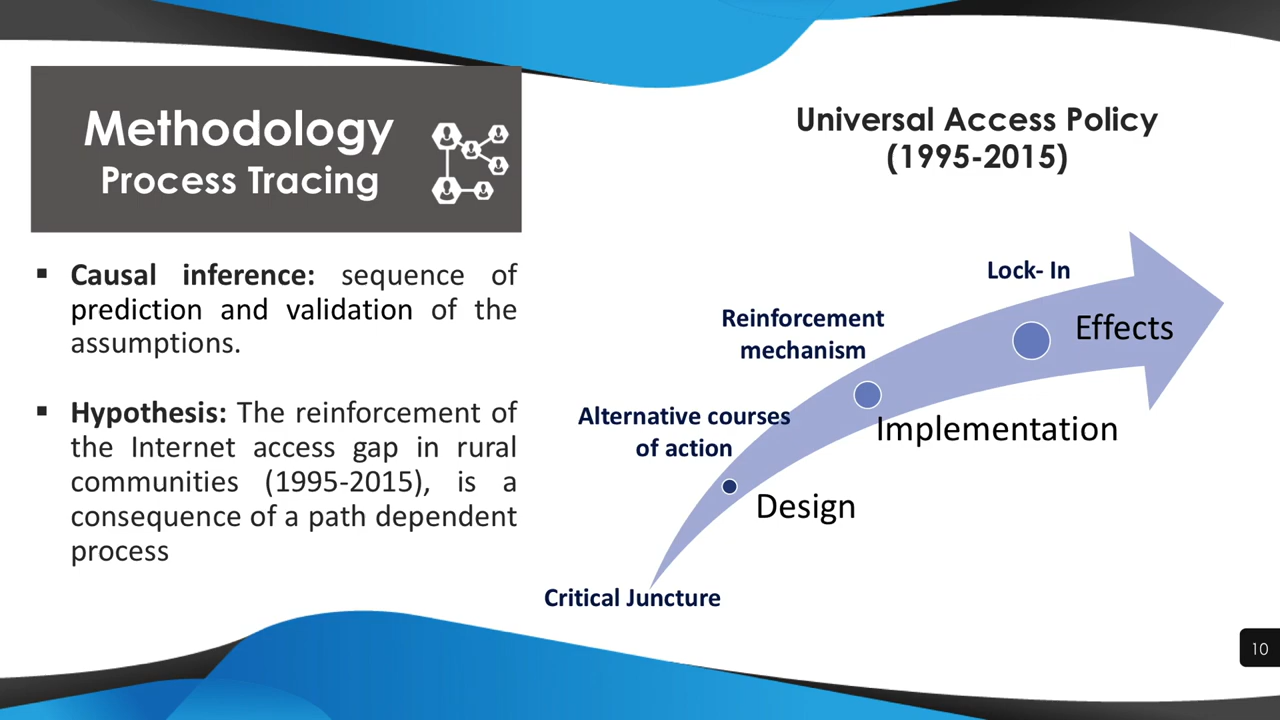 Methodology
Process Tracing
▪ Causal inference: sequence of
prediction and validation of the
assumptions.
▪ Hypothesis: The reinforcement of
the Internet access gap in rural
communities (1995-2015), is a
consequence of a path dependent
process
Universal Access Policy
(1995-2015)
Lock- In
Effects
Reinforcement
mechanism
Implementation
Alternative courses
of action
Design
Critical Juncture
10